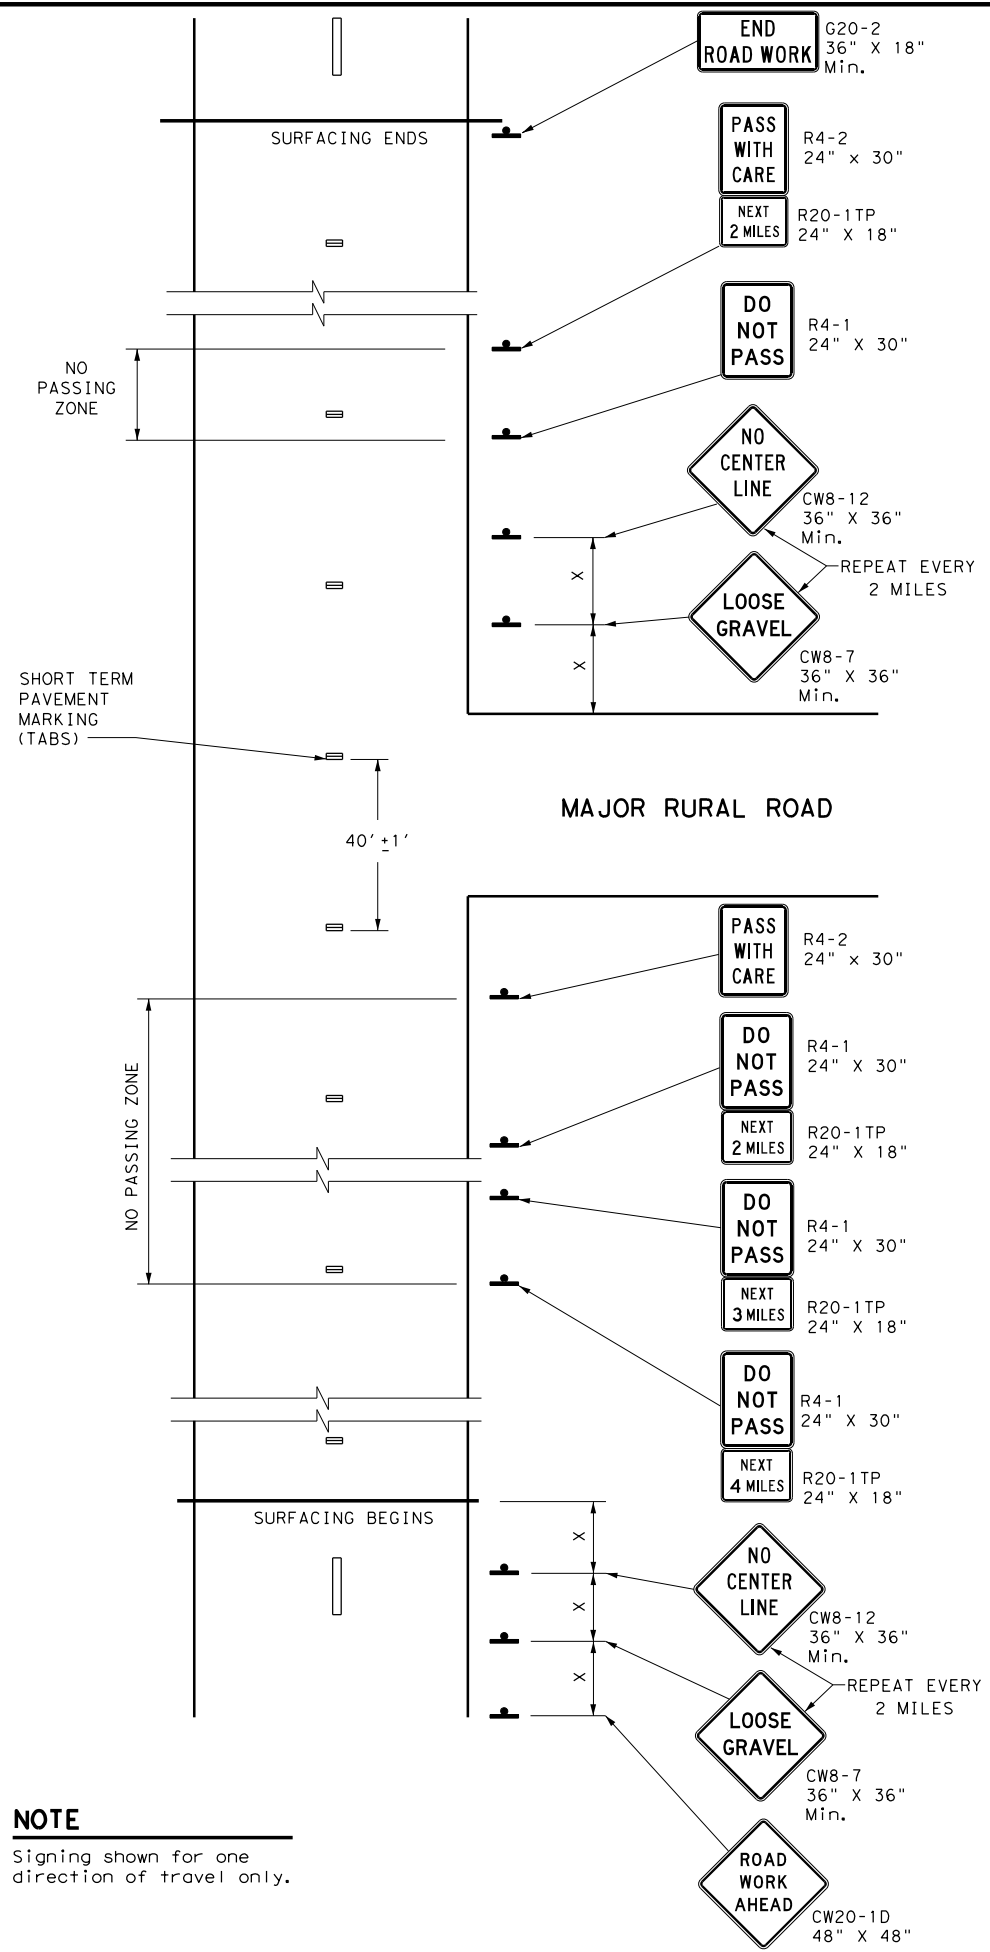 END
ROAD WORK
G20-2
36" X 18"
Min.
SURFACING ENDS
PASS
WITH
CARE
R4-2
24" x 30"
NEXT
2 MILES
R20-1TP
24" X 18"
DO
NOT
PASS
R4-1
24" X 30"
NO
PASSING
ZONE
NO
CENTER
LINE
CW8-12
36" X 36"
Min.
REPEAT EVERY
2 MILES
X
LOOSE
GRAVEL
CW8-7
36" X 36"
Min.
X
SHORT TERM
PAVEMENT
MARKING
(TABS)
40' ±1'
MAJOR RURAL ROAD
PASS
WITH
CARE
R4-2
24" x 30"
NO PASSING ZONE
DO
NOT
PASS
R4-1
24" X 30"
NEXT
2 MILES
R20-1TP
24" X 18"
DO
NOT
PASS
R4-1
24" X 30"
NEXT
3 MILES
R20-1TP
24" X 18"
DO
NOT
PASS
R4-1
24" X 30"
NEXT
4 MILES
R20-1TP
24" X 18"
SURFACING BEGINS
X
NO
CENTER
LINE
CW8-12
36" X 36"
Min.
X
REPEAT EVERY
2 MILES
X
LOOSE
GRAVEL
CW8-7
36" X 36"
Min.
ROAD
WORK
AHEAD
CW20-1D
48" X 48"
NOTE
Signing shown for one
direction of travel only.